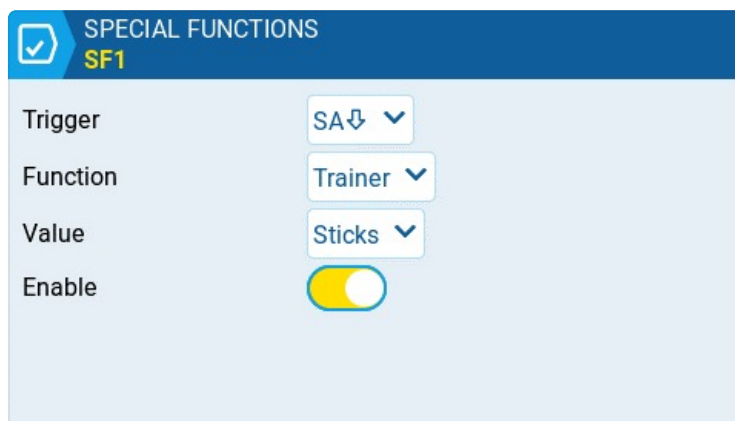 SPECIAL FUNCTIONS
SF1
Trigger SA⇩
Function Trainer
Value Sticks
Enable